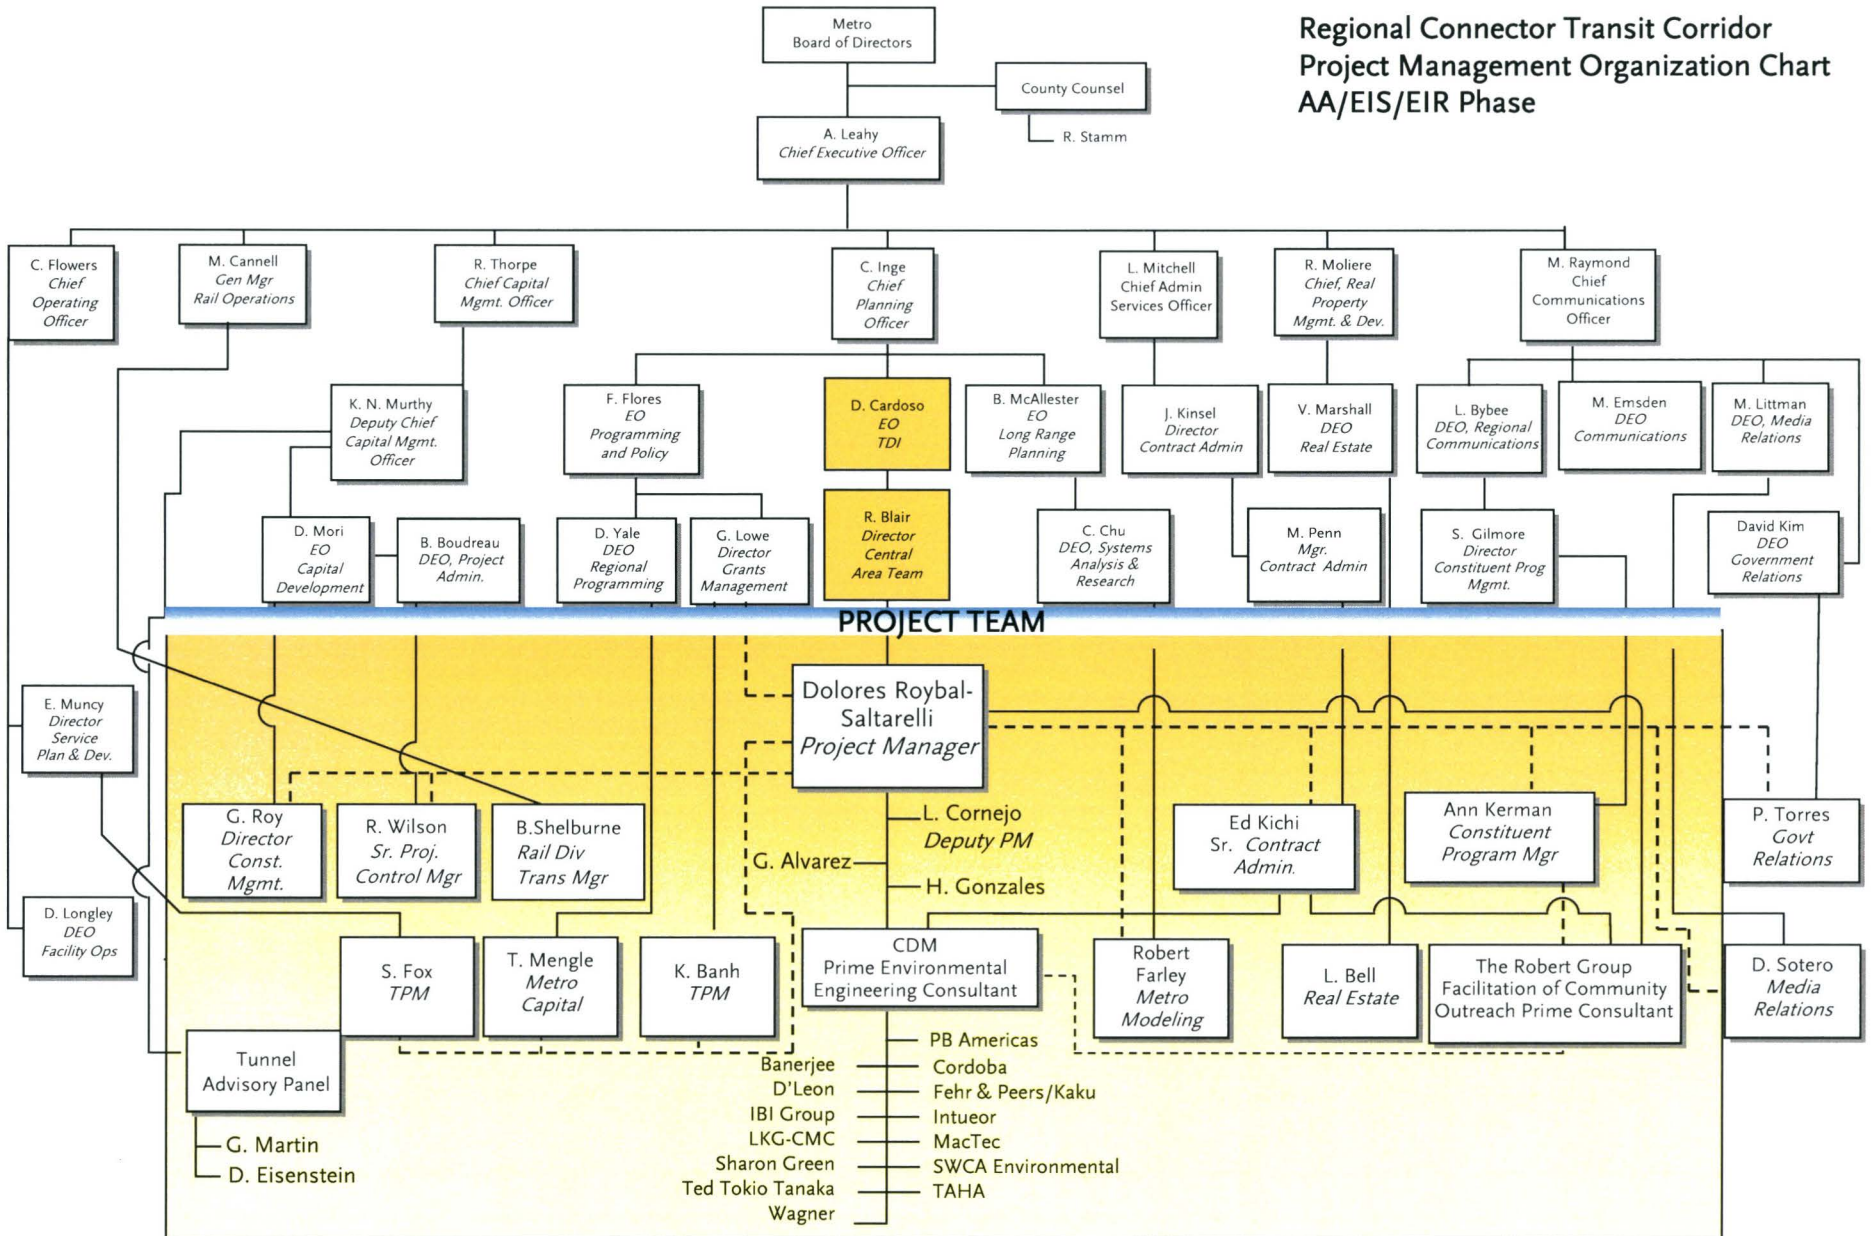 Regional Connector Transit Corridor
Project Management Organization Chart
AA/EIS/EIR Phase
Metro
Board of Directors
County Counsel
R. Stamm
A. Leahy
Chief Executive Officer
C. Flowers
Chief
Operating
Officer
M. Cannell
Gen Mgr
Rail Operations
R. Thorpe
Chief Capital
Mgmt. Officer
C. Inge
Chief
Planning
Officer
L. Mitchell
Chief Admin
Services Officer
R. Moliere
Chief, Real
Property
Mgmt. & Dev.
M. Raymond
Chief
Communications
Officer
K. N. Murthy
Deputy Chief
Capital Mgmt.
Officer
F. Flores
EO
Programming
and Policy
D. Cardoso
EO
TDI
B. McAllester
EO
Long Range
Planning
J. Kinsel
Director
Contract Admin
V. Marshall
DEO
Real Estate
L. Bybee
DEO, Regional
Communications
M. Emsden
DEO
Communications
M. Littman
DEO, Media
Relations
D. Mori
EO
Capital
Development
B. Boudreau
DEO, Project
Admin.
D. Yale
DEO
Regional
Programming
G. Lowe
Director
Grants
Management
R. Blair
Director
Central
Area Team
C. Chu
DEO, Systems
Analysis &
Research
M. Penn
Mgr.
Contract Admin
S. Gilmore
Director
Constituent Prog
Mgmt.
David Kim
DEO
Government
Relations
PROJECT TEAM
E. Muncy
Director
Service
Plan & Dev.
Dolores Roybal-
Saltarelli
Project Manager
G. Roy
Director
Const.
Mgmt.
R. Wilson
Sr. Proj.
Control Mgr
B.Shelburne
Rail Div
Trans Mgr
L. Cornejo
Deputy PM
G. Alvarez
H. Gonzales
Ed Kichi
Sr. Contract
Admin.
Ann Kerman
Constituent
Program Mgr
P. Torres
Govt
Relations
D. Longley
DEO
Facility Ops
S. Fox
TPM
T. Mengle
Metro
Capital
K. Banh
TPM
CDM
Prime Environmental
Engineering Consultant
Robert
Farley
Metro
Modeling
L. Bell
Real Estate
The Robert Group
Facilitation of Community
Outreach Prime Consultant
D. Sotero
Media
Relations
Tunnel
Advisory Panel
G. Martin
D. Eisenstein
PB Americas
Banerjee
Cordoba
D'Leon
Fehr & Peers/Kaku
IBI Group
Intueor
LKG-CMC
MacTec
Sharon Green
SWCA Environmental
Ted Tokio Tanaka
TAHA
Wagner